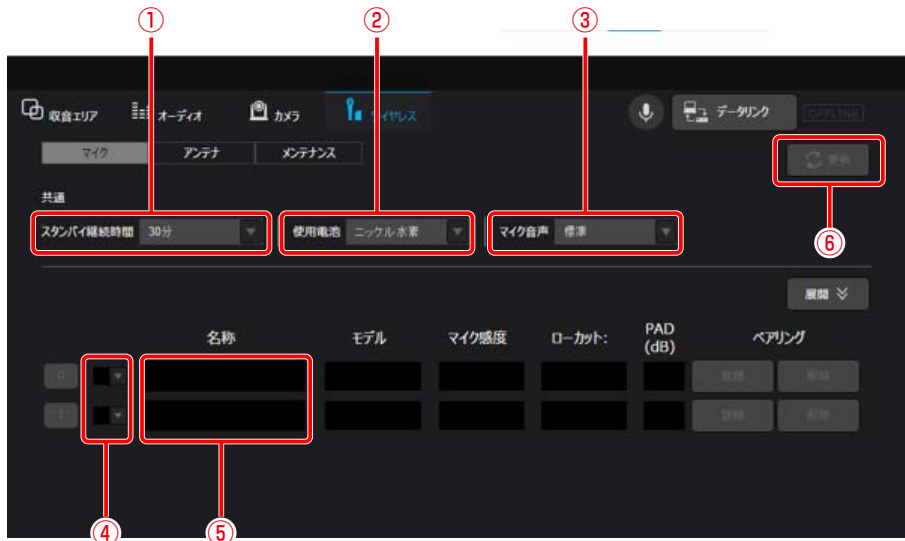 ① ② ③
収音エリア オーディオ カメラ ワイヤレス データリンク OFFLINE
マイク アンテナ メンテナンス 更新
共通
スタンバイ継続時間 30分 使用電池 ニッケル水素 マイク音声 標準
⑥
展開
名称 モデル マイク感度 ローカット: PAD (dB) ペアリング
0 登録 削除
1 登録 削除
④ ⑤